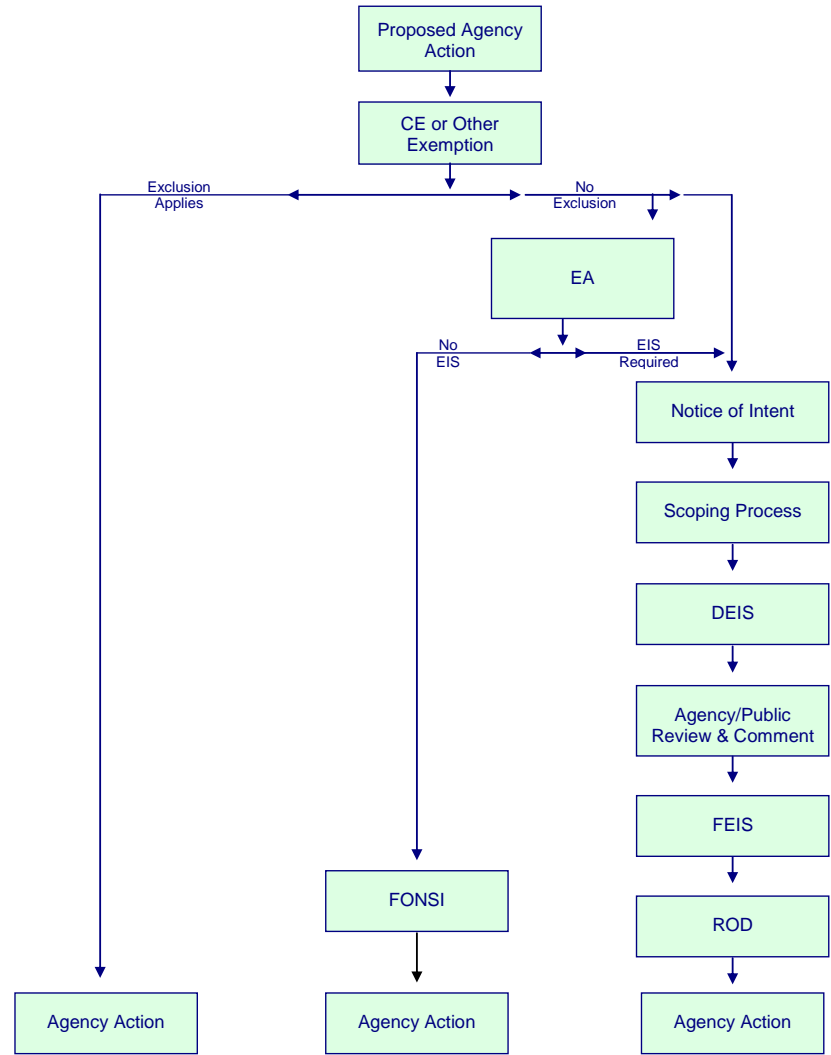 Proposed Agency
Action
CE or Other
Exemption
Exclusion
Applies
No
Exclusion
EA
No
EIS
EIS
Required
Notice of Intent
Scoping Process
DEIS
Agency/Public
Review & Comment
FEIS
FONSI
ROD
Agency Action
Agency Action
Agency Action